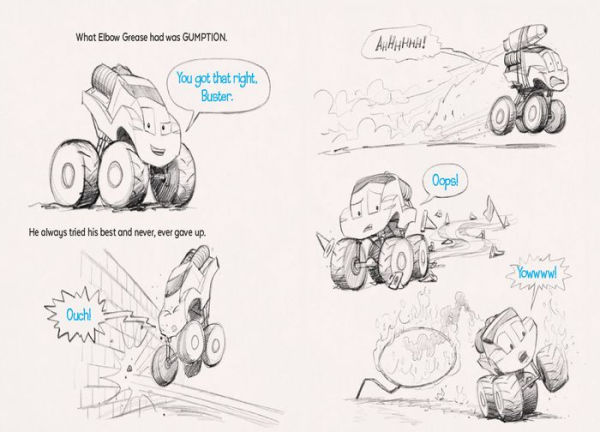 What Elbow Grease had was GUMPTION.
You got that right,
Buster.
He always tried his best and never, ever gave up.
Ouch!
AHHHHHH!
Oops!
Yowwww!